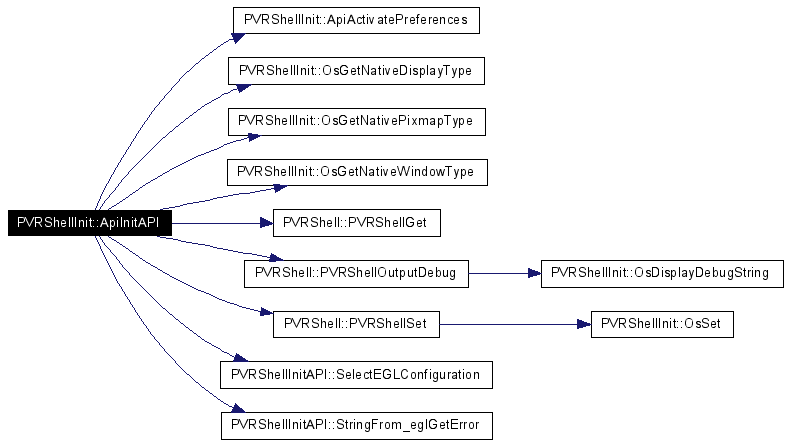 PVRShellInit::ApiActivatePreferences
PVRShellInit::OsGetNativeDisplayType
PVRShellInit::OsGetNativePixmapType
PVRShellInit::OsGetNativeWindowType
PVRShellInit::ApiInitAPI
PVRShell::PVRShellGet
PVRShell::PVRShellOutputDebug
PVRShellInit::OsDisplayDebugString
PVRShell::PVRShellSet
PVRShellInit::OsSet
PVRShellInitAPI::SelectEGLConfiguration
PVRShellInitAPI::StringFrom_eglGetError